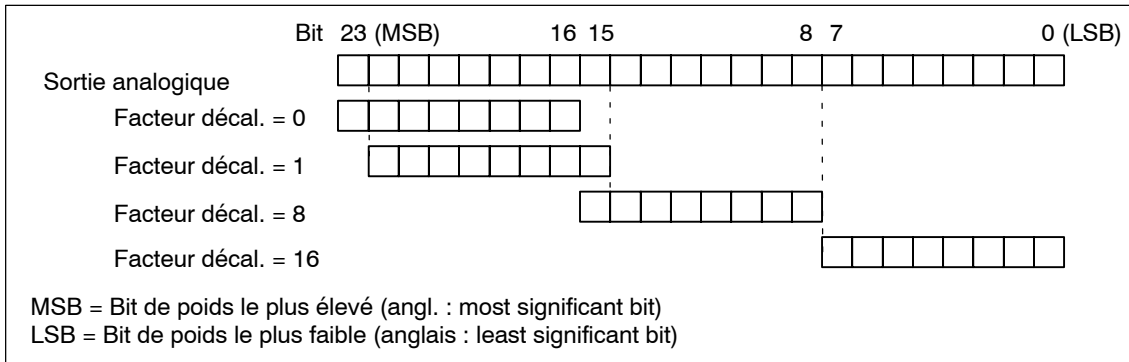 Bit 23 (MSB) 16 15 8 7 0 (LSB)
Sortie analogique
Facteur décal. = 0
Facteur décal. = 1
Facteur décal. = 8
Facteur décal. = 16
MSB = Bit de poids le plus élevé (angl. : most significant bit)
LSB = Bit de poids le plus faible (anglais : least significant bit)